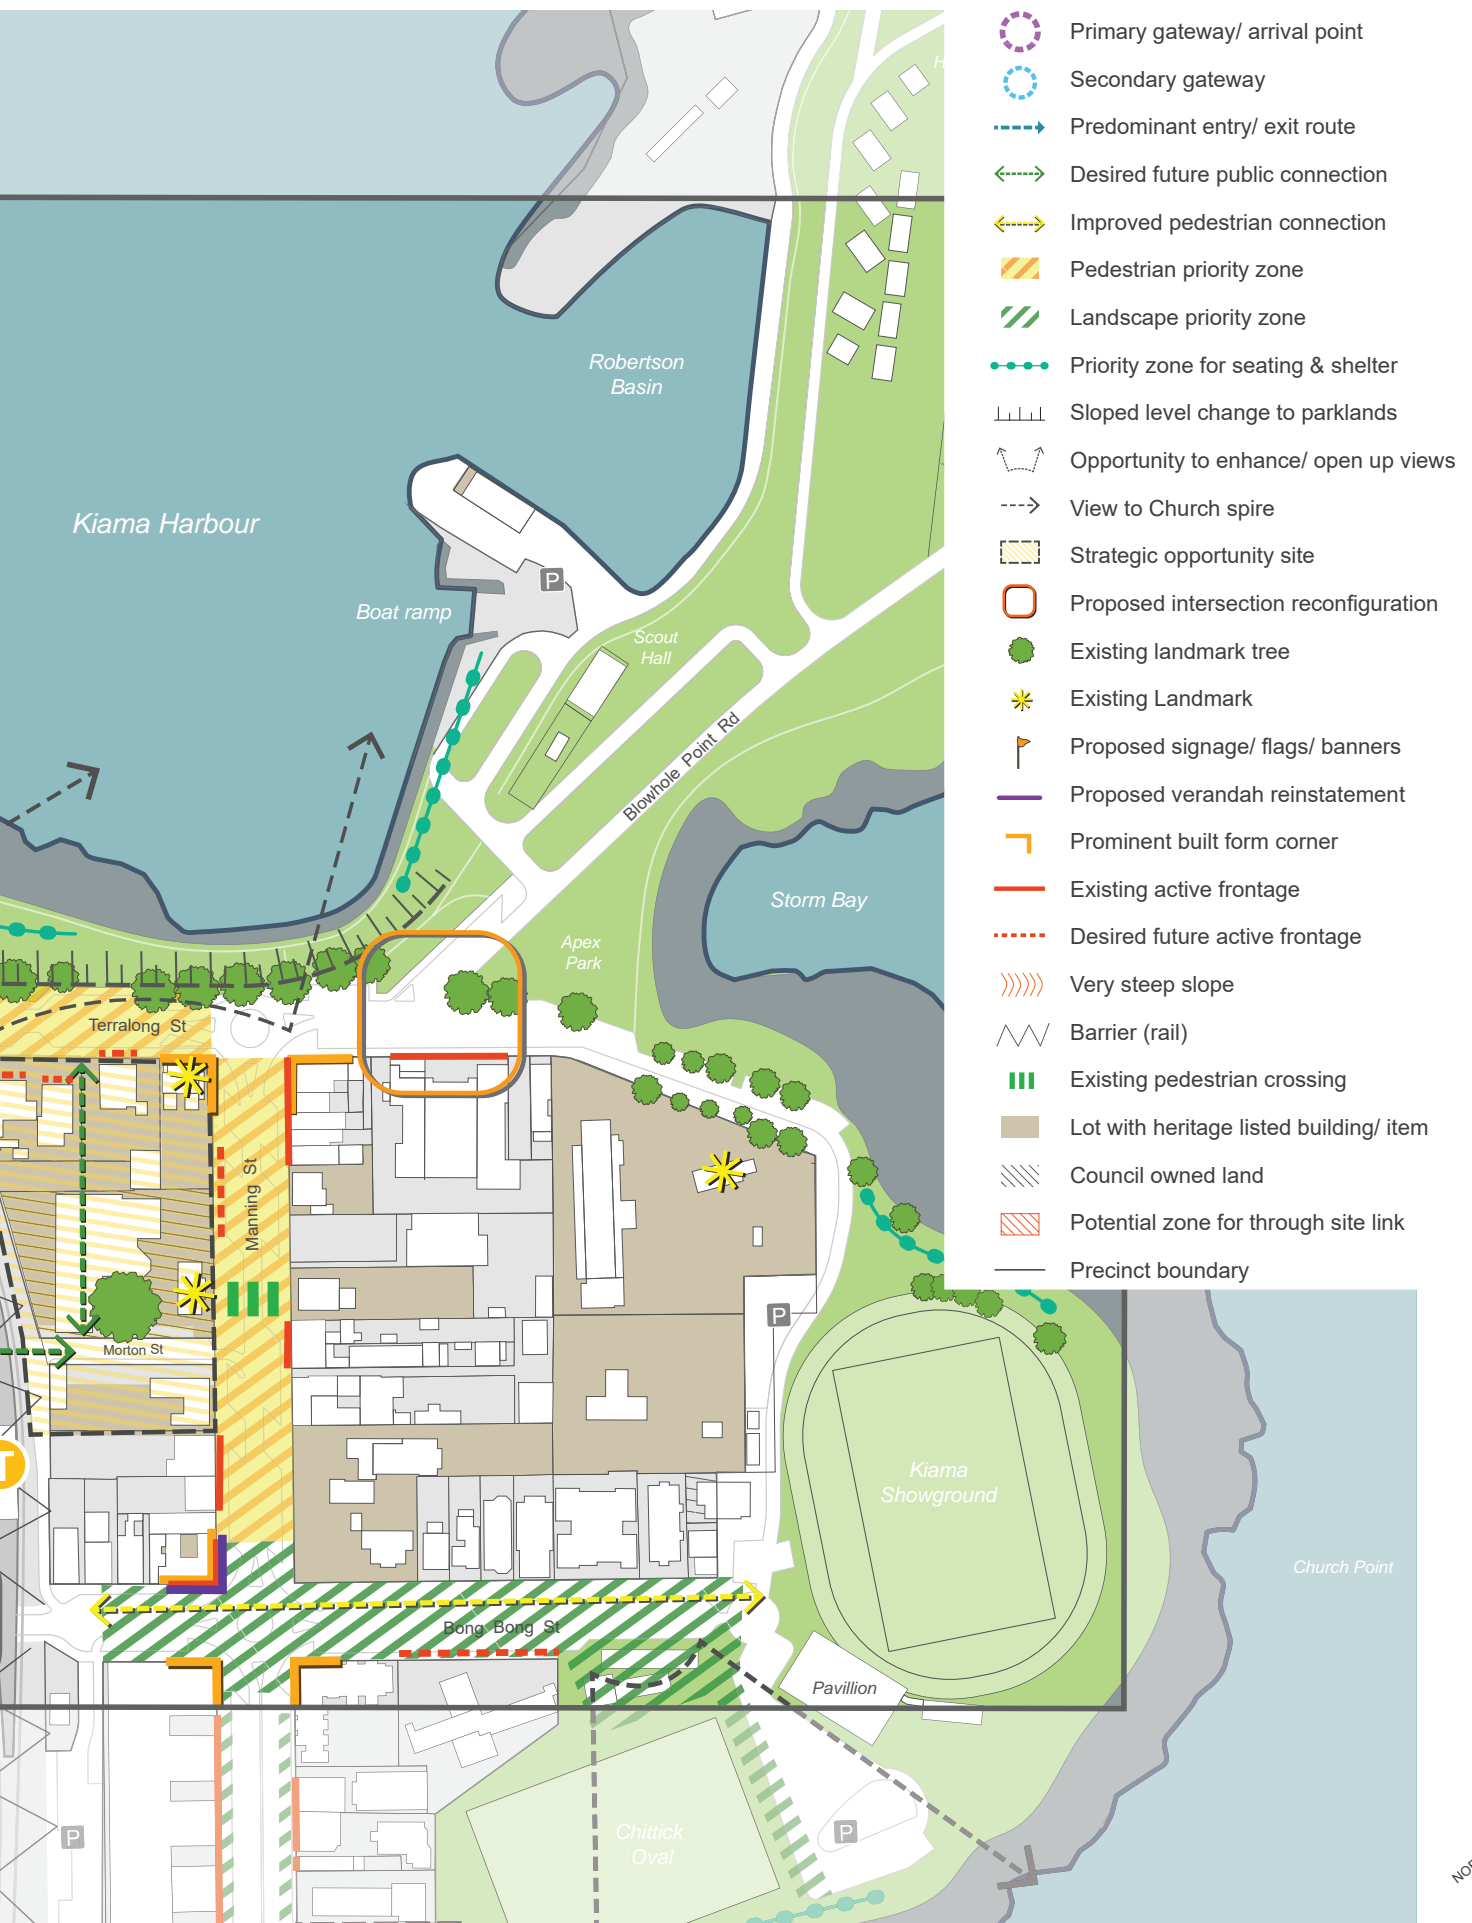 Primary gateway/ arrival point
Secondary gateway
Predominant entry/ exit route
Desired future public connection
Improved pedestrian connection
Pedestrian priority zone
Landscape priority zone
Priority zone for seating & shelter
Sloped level change to parklands
Opportunity to enhance/ open up views
View to Church spire
Strategic opportunity site
Proposed intersection reconfiguration
Existing landmark tree
Existing Landmark
Proposed signage/ flags/ banners
Proposed verandah reinstatement
Prominent built form corner
Existing active frontage
Desired future active frontage
Very steep slope
Barrier (rail)
Existing pedestrian crossing
Lot with heritage listed building/ item
Council owned land
Potential zone for through site link
Precinct boundary
H
Robertson
Basin
Kiama Harbour
P
Boat ramp
Scout
Hall
Blowhole Point Rd
Storm Bay
Apex
Park
Terralong St
Manning St
P
Morton St
T
Kiama
Showground
Church Point
Bong Bong St
Pavillion
P
Chittick
Oval
P